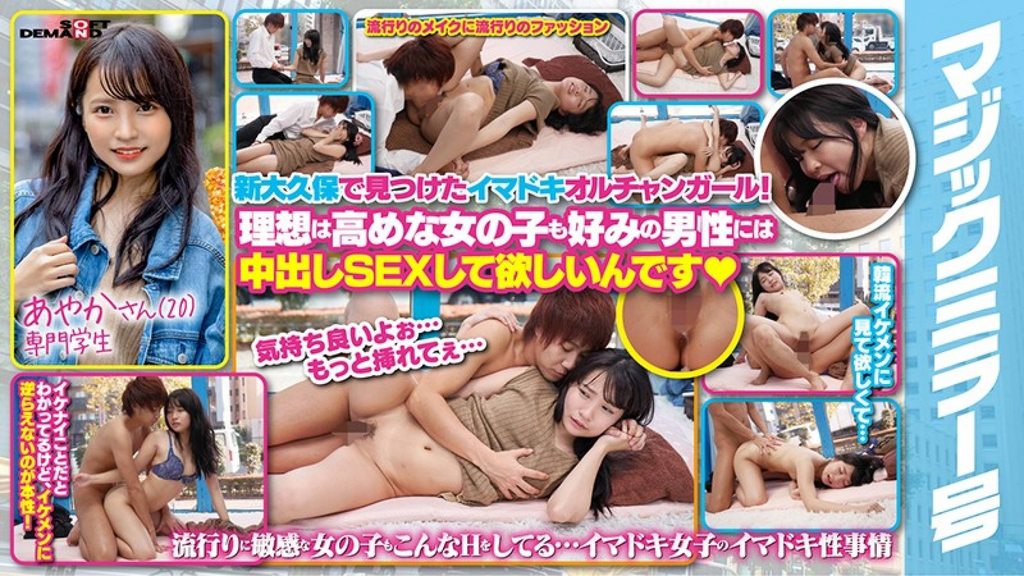 SOFT
ON
DEMAND
流行りのメイクに流行りのファッション
新大久保で見つけたイマドキオルチャンガール!
理想は高めな女の子も好みの男性には
中出しSEXして欲しいんです♥
あやかさん(20)
専門学生
気持ち良いよぉ…
もっと挿れてぇ…
韓流イケメンに
見て欲しくて…
イケナイことだと
わかってるけど、イケメンに
逆らえないのが本性!
流行りに敏感な女の子もこんなHをしてる…イマドキ女子のイマドキ性事情
マジックミラー号